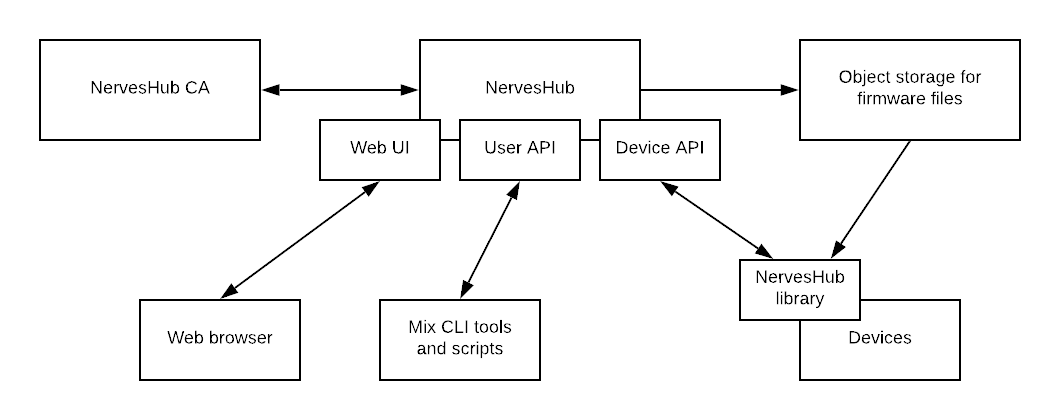 NervesHub CA
NervesHub
Object storage for
firmware files
Web UI
User API
Device API
NervesHub
library
Web browser
Mix CLI tools
and scripts
Devices